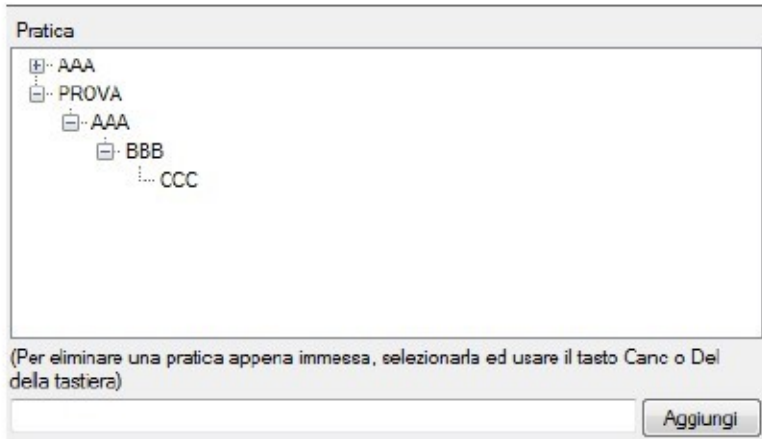 Pratica
AAA
PROVA
AAA
BBB
CCC
(Per eliminare una pratica appena immessa, selezionarla ed usare il tasto Canc o Del
della tastiera)
Aggiungi